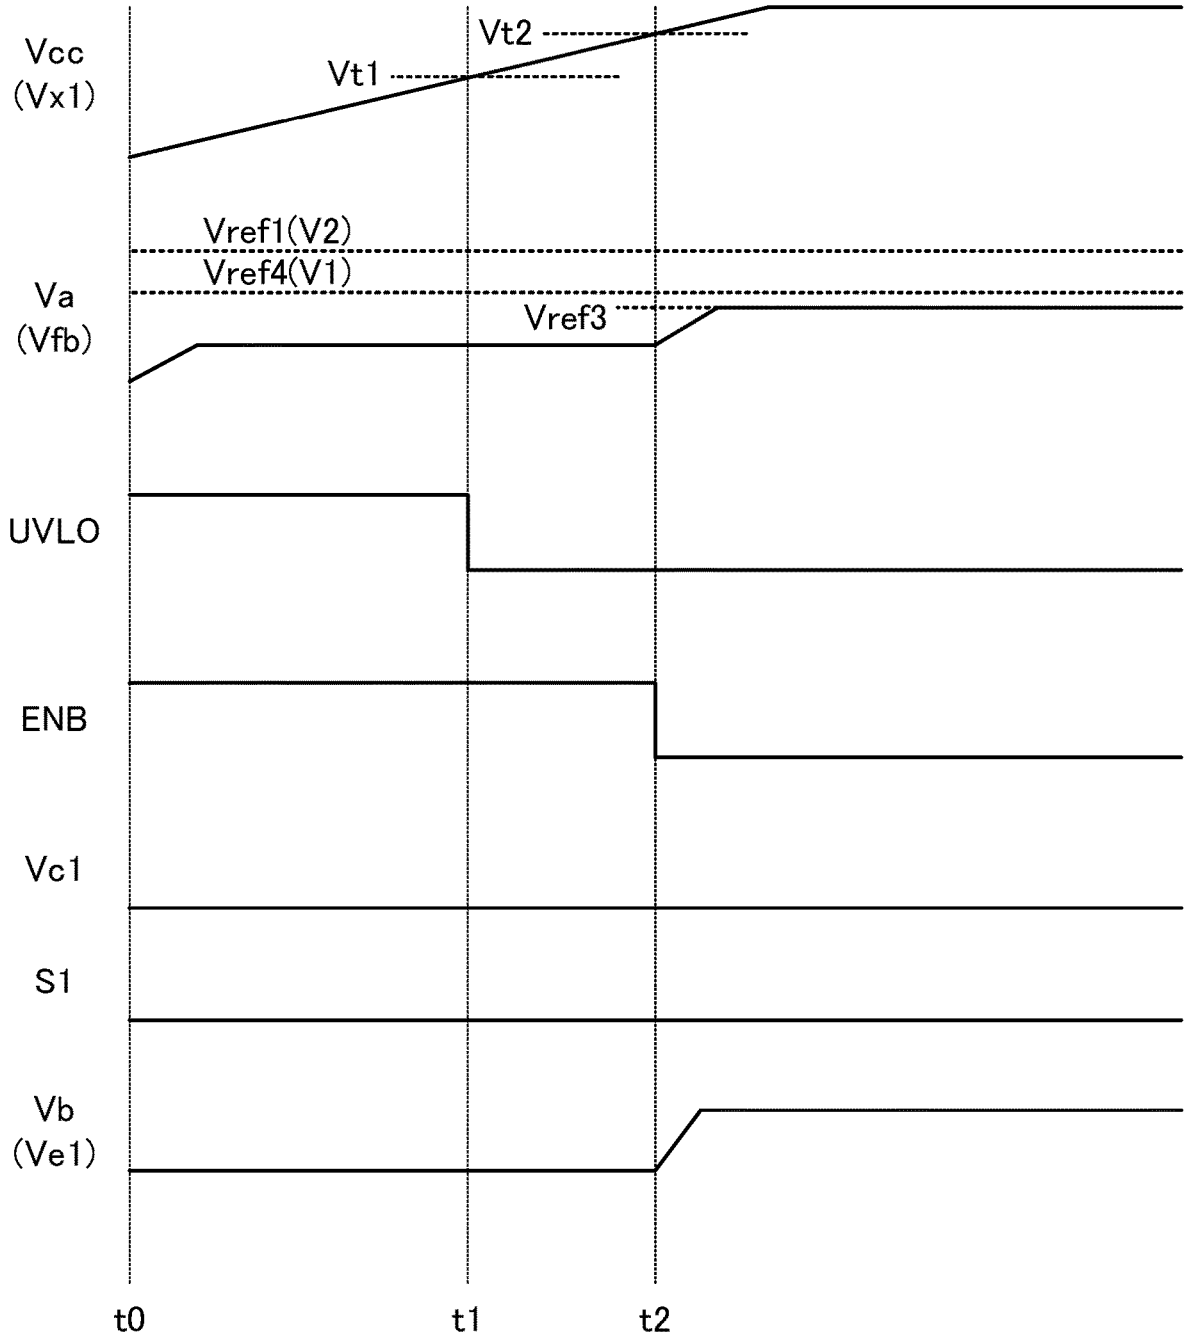 Vt2
Vcc
(Vx1)
Vt1
Vref1(V2)
Vref4(V1)
Va
(Vfb)
Vref3
UVLO
ENB
Vc1
S1
Vb
(Ve1)
t0 t1 t2